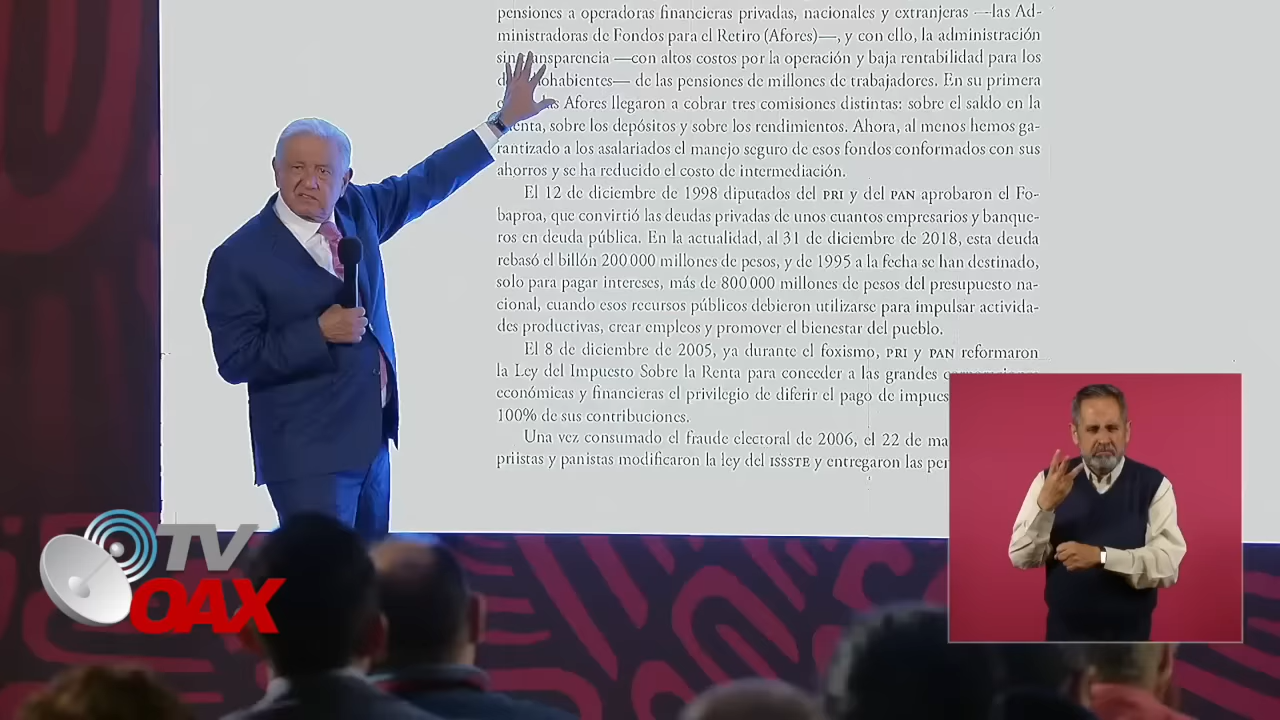 pensiones a operadoras financieras privadas, nacionales y extranjeras —las Ad-
ministradoras de Fondos para el Retiro (Afores)—, y con ello, la administración
sin transparencia —con altos costos por la operación y baja rentabilidad para los
de las pensiones de millones de trabajadores. En su primera
Afores llegaron a cobrar tres comisiones distintas: sobre el saldo en la
sobre los depósitos y sobre los rendimientos. Ahora, al menos hemos ga-
rantizado a los asalariados el manejo seguro de esos fondos conformados con sus
ahorros y se ha reducido el costo de intermediación.
El 12 de diciembre de 1998 diputados del PRI y del PAN aprobaron el Fo-
baproa, que convirtió las deudas privadas de unos cuantos empresarios y banque-
ros en deuda pública. En la actualidad, al 31 de diciembre de 2018, esta deuda
rebasó el billón 200 000 millones de pesos, y de 1995 a la fecha se han destinado,
solo para pagar intereses, más de 800 000 millones de pesos del presupuesto na-
cional, cuando esos recursos públicos debieron utilizarse para impulsar activida-
des productivas, crear empleos y promover el bienestar del pueblo.
El 8 de diciembre de 2005, ya durante el foxismo, PRI y PAN reformaron
la Ley del Impuesto Sobre la Renta para conceder a las grandes
económicas y financieras el privilegio de diferir el pago de
100% de sus contribuciones.
Una vez consumado el fraude electoral de 2006, el 22 de
priistas y panistas modificaron la ley del ISSSTE y entregaron las
TV
OAX